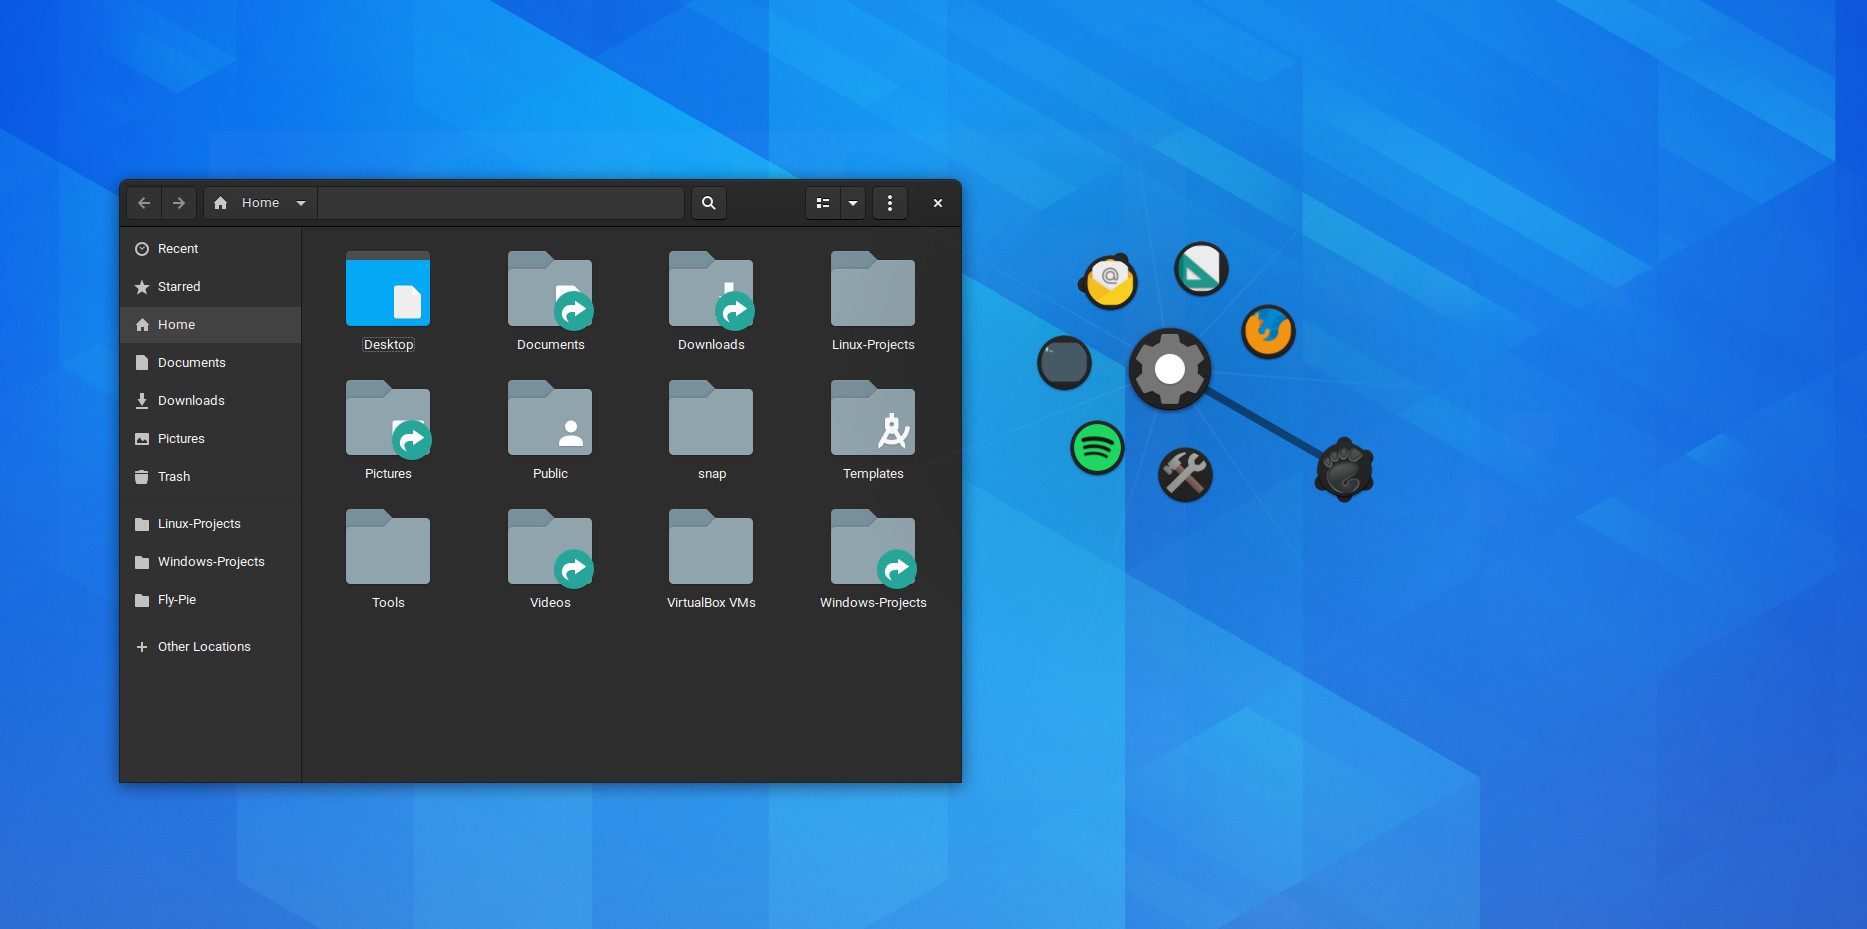 Home
Recent
Starred
Home
Documents
Downloads
Pictures
Trash
Linux-Projects
Windows-Projects
Fly-Pie
Other Locations
Desktop
Documents
Downloads
Linux-Projects
Pictures
Public
snap
Templates
Tools
Videos
VirtualBox VMs
Windows-Projects
@